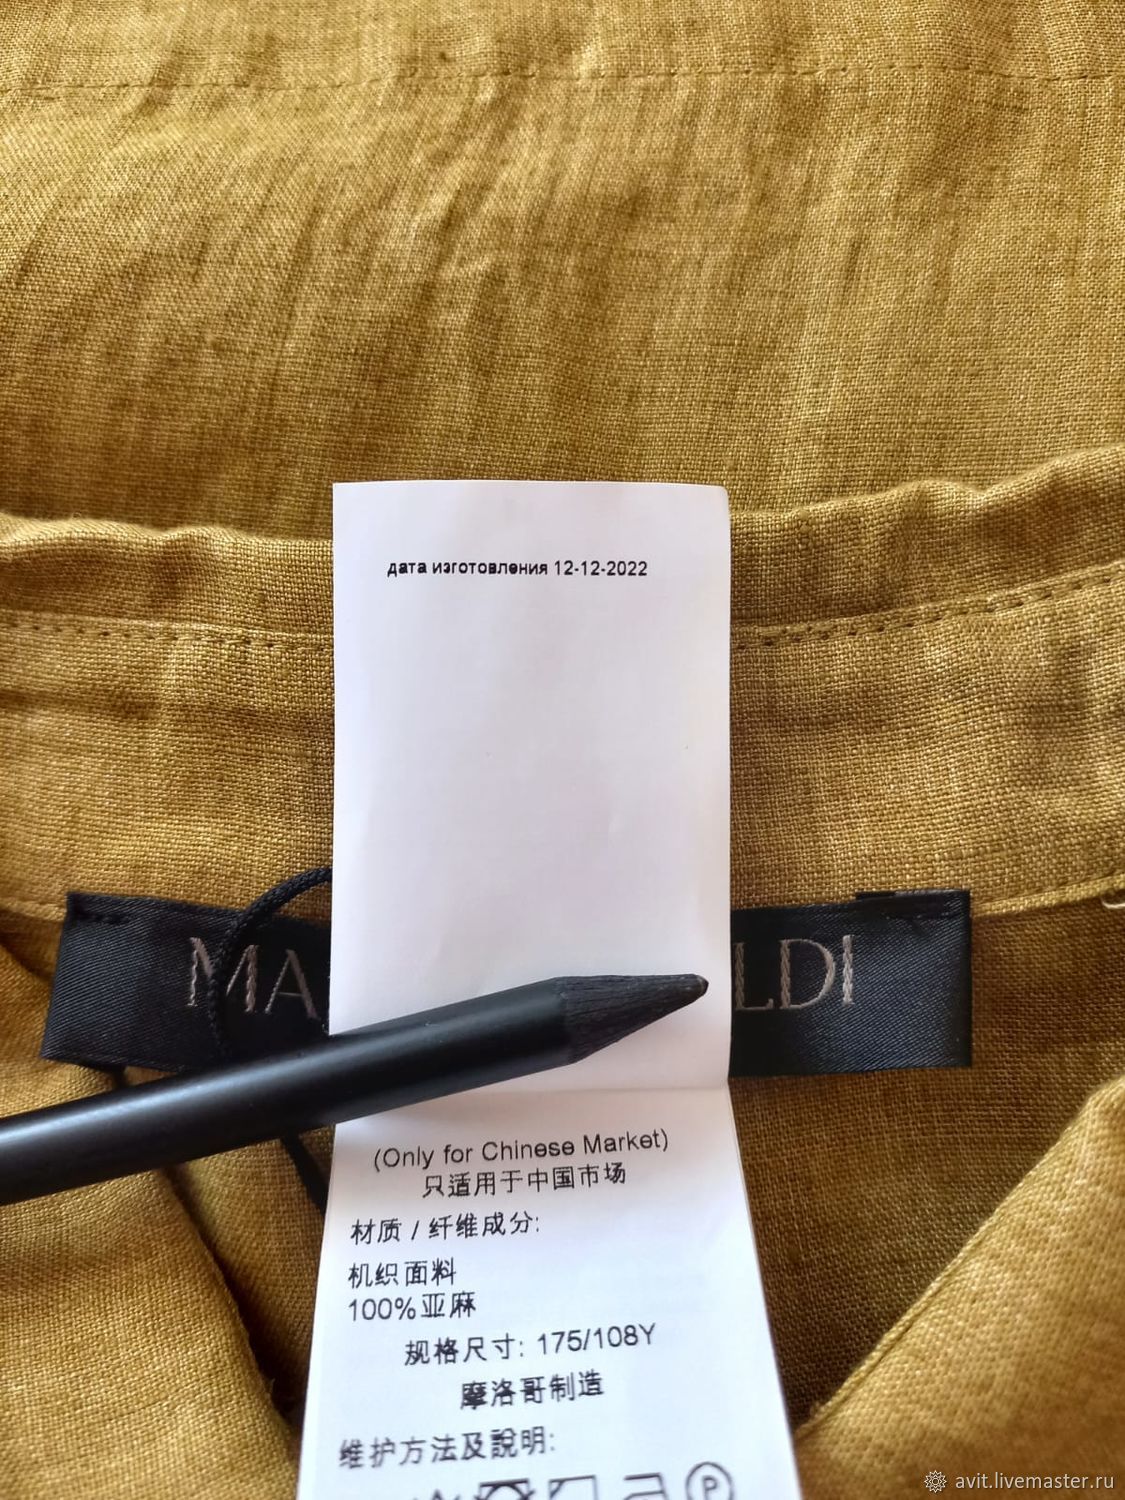 дата изготовления 12-12-2022
MA
LDI
(Only for Chinese Market)
只适用于中国市场
材质 / 纤维成分:
机织面料
100%亚麻
规格尺寸: 175/108Y
摩洛哥制造
维护方法及說明:
P
avit.livemaster.ru